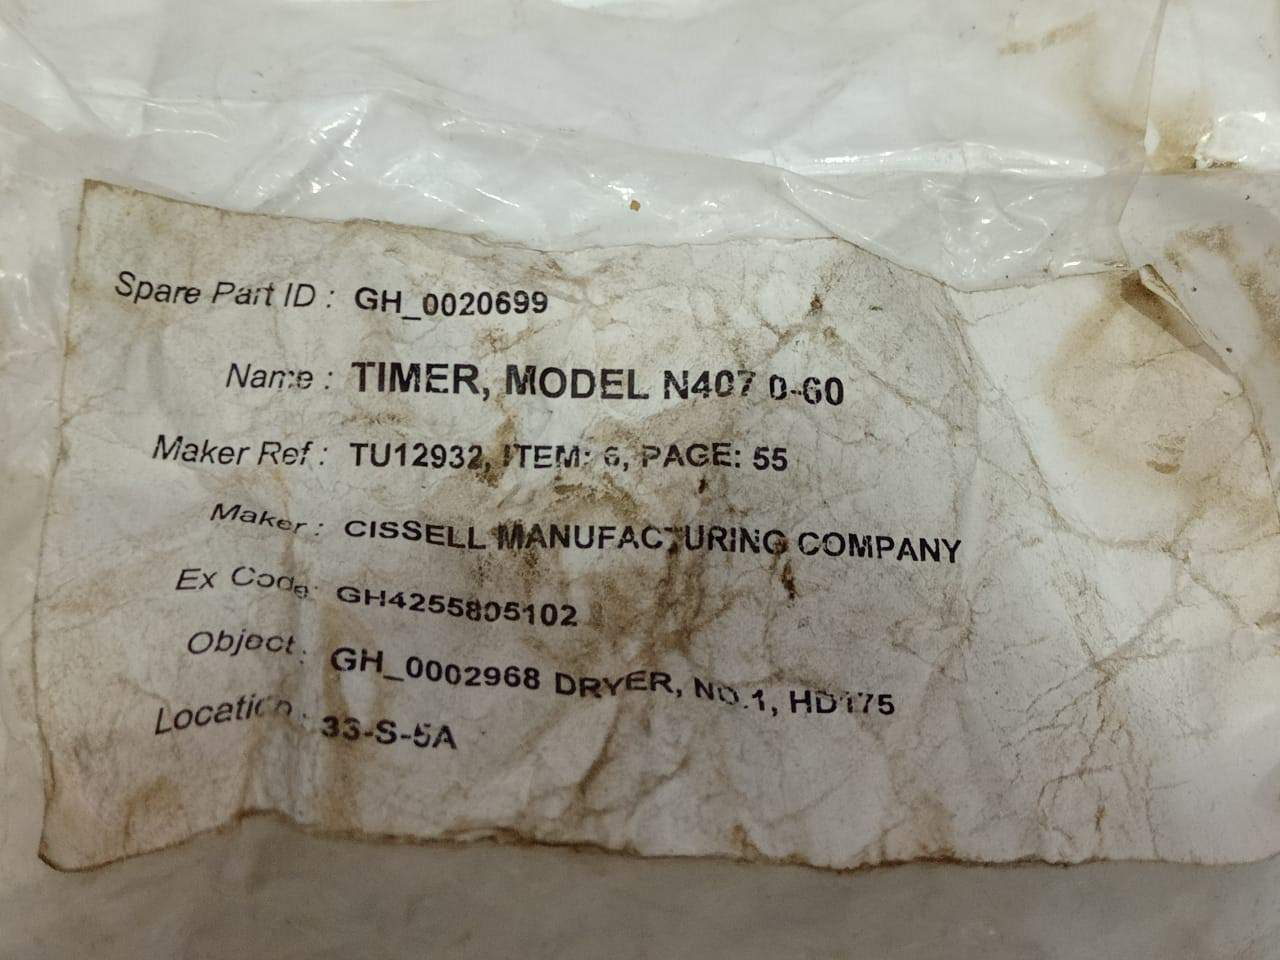 Spare Part ID : GH_0020699
Name : TIMER, MODEL N407 0-60
Maker Ref : TU12932, ITEM: 6, PAGE: 55
Maker : CISSELL MANUFACTURING COMPANY
Ex Code : GH4255805102
Object : GH_0002968 DRYER, NO.1, HD175
Location : 33-S-5A